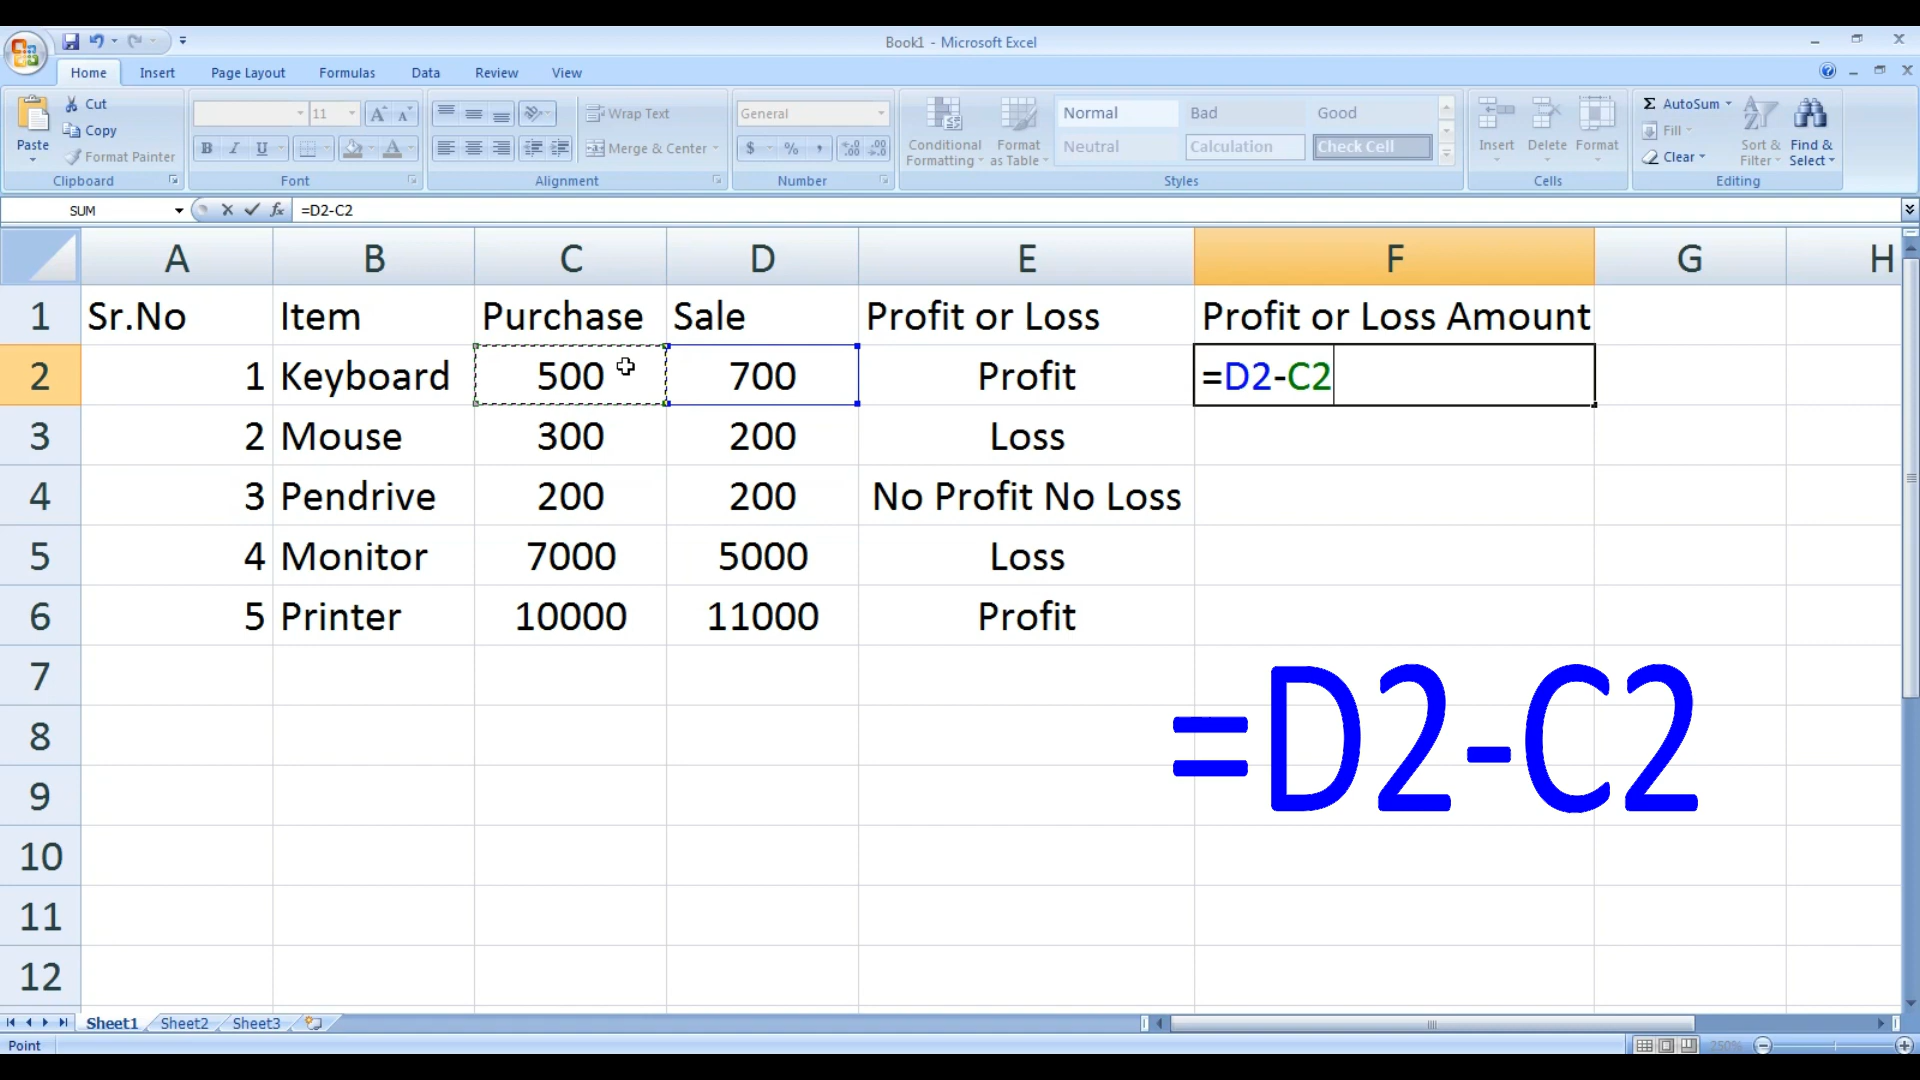 Book1 - Microsoft Excel
Home Insert Page Layout Formulas Data Review View
Paste Cut Copy Format Painter Clipboard
11 B I U Font
Wrap Text Merge & Center Alignment
General $ % , Number
Conditional Formatting Format as Table Normal Bad Good Neutral Calculation Check Cell Styles
Insert Delete Format Cells
Σ AutoSum Fill Clear Sort & Filter Find & Select Editing
SUM fx =D2-C2
A B C D E F G H
1 Sr.No Item Purchase Sale Profit or Loss Profit or Loss Amount
2 1 Keyboard 500 700 Profit =D2-C2
3 2 Mouse 300 200 Loss
4 3 Pendrive 200 200 No Profit No Loss
5 4 Monitor 7000 5000 Loss
6 5 Printer 10000 11000 Profit
7
=D2-C2
8
9
10
11
12
Sheet1 Sheet2 Sheet3
Point 250%